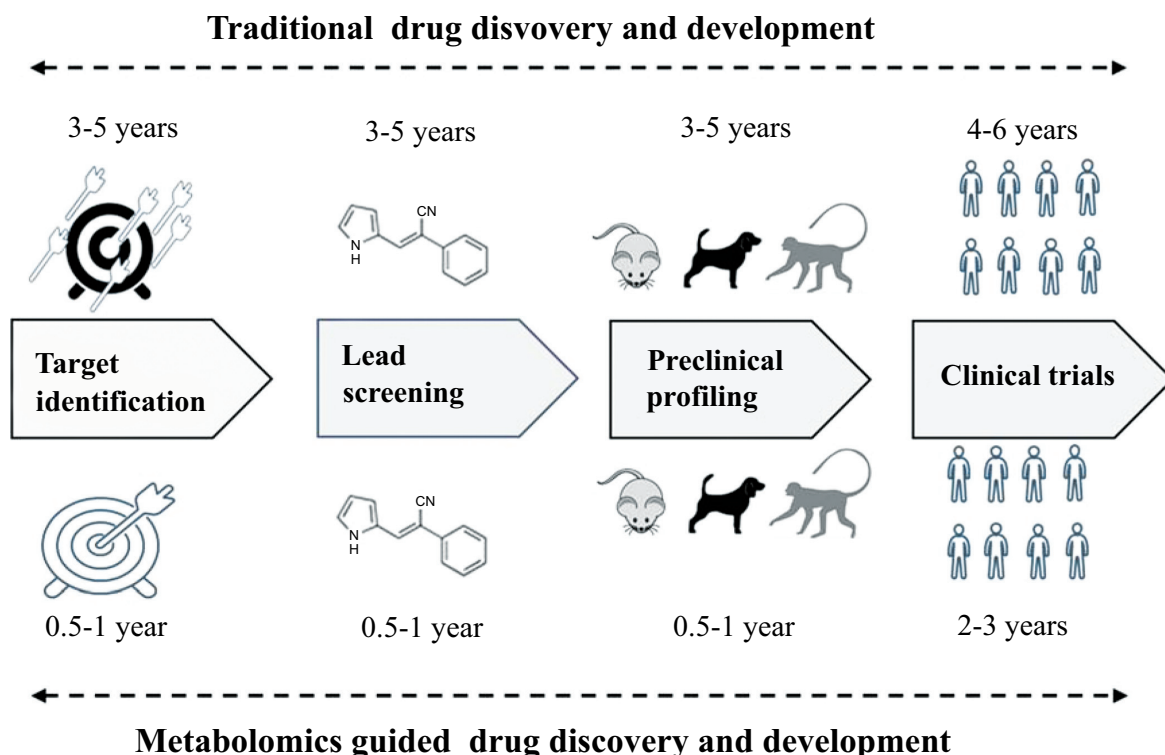 Traditional drug disvovery and development
3-5 years
3-5 years
3-5 years
4-6 years
CN
N
H
Target
identification
Lead
screening
Preclinical
profiling
Clinical trials
CN
N
H
0.5-1 year
0.5-1 year
0.5-1 year
2-3 years
Metabolomics guided drug discovery and development